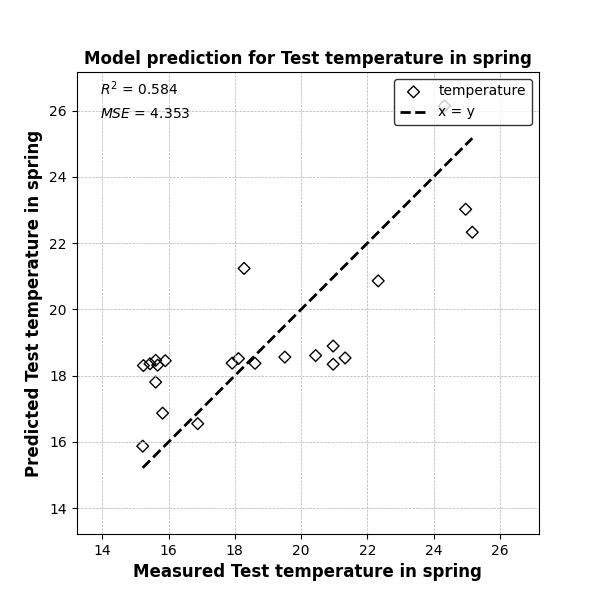 Model prediction for Test temperature in spring
R² = 0.584
MSE = 4.353
temperature
x = y
26
24
22
20
18
16
14
Predicted Test temperature in spring
14 16 18 20 22 24 26
Measured Test temperature in spring